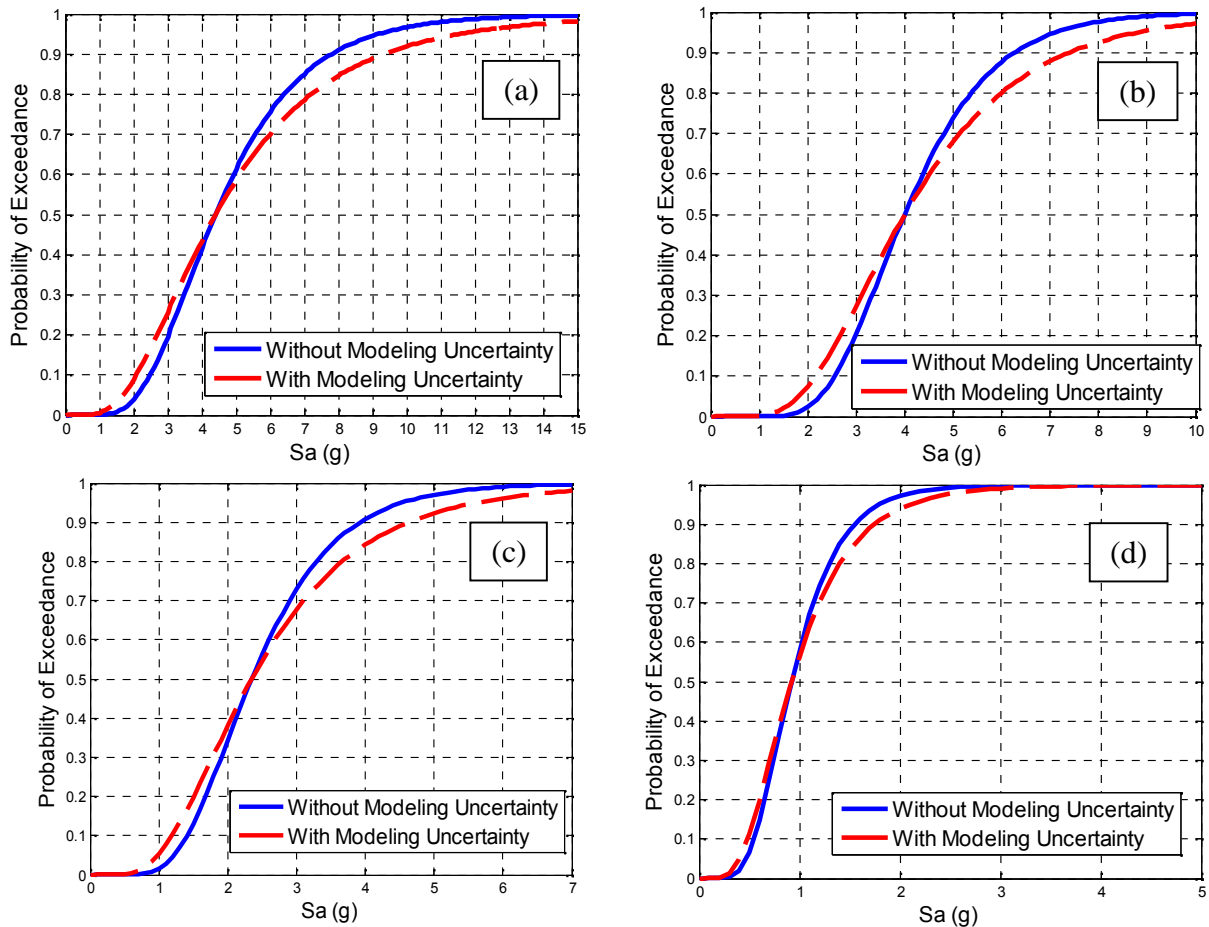 (a)
Probability of Exceedance
1
0.9
0.8
0.7
0.6
0.5
0.4
0.3
0.2
0.1
0
Without Modeling Uncertainty
With Modeling Uncertainty
0 1 2 3 4 5 6 7 8 9 10 11 12 13 14 15
Sa (g)
(b)
Probability of Exceedance
1
0.9
0.8
0.7
0.6
0.5
0.4
0.3
0.2
0.1
0
Without Modeling Uncertainty
With Modeling Uncertainty
0 1 2 3 4 5 6 7 8 9 10
Sa (g)
(c)
Probability of Exceedance
1
0.9
0.8
0.7
0.6
0.5
0.4
0.3
0.2
0.1
0
Without Modeling Uncertainty
With Modeling Uncertainty
0 1 2 3 4 5 6 7
Sa (g)
(d)
Probability of Exceedance
1
0.9
0.8
0.7
0.6
0.5
0.4
0.3
0.2
0.1
0
Without Modeling Uncertainty
With Modeling Uncertainty
0 1 2 3 4 5
Sa (g)